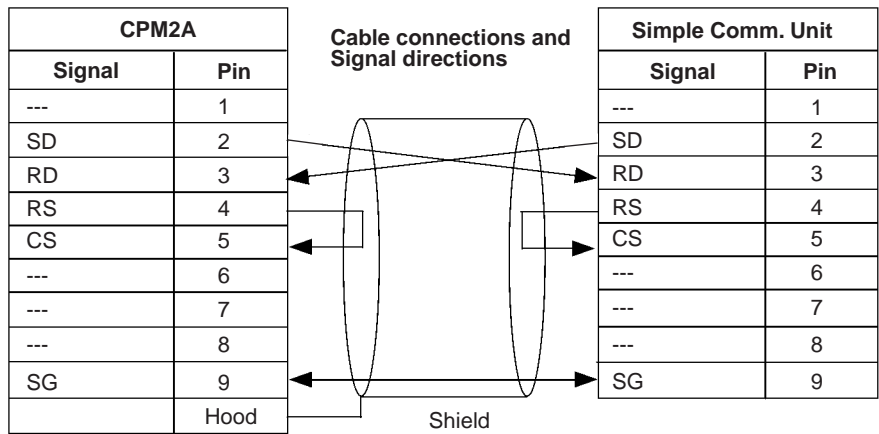 CPM2A
Signal Pin
--- 1
SD 2
RD 3
RS 4
CS 5
--- 6
--- 7
--- 8
SG 9
Hood
Cable connections and
Signal directions
Shield
Simple Comm. Unit
Signal Pin
--- 1
SD 2
RD 3
RS 4
CS 5
--- 6
--- 7
--- 8
SG 9